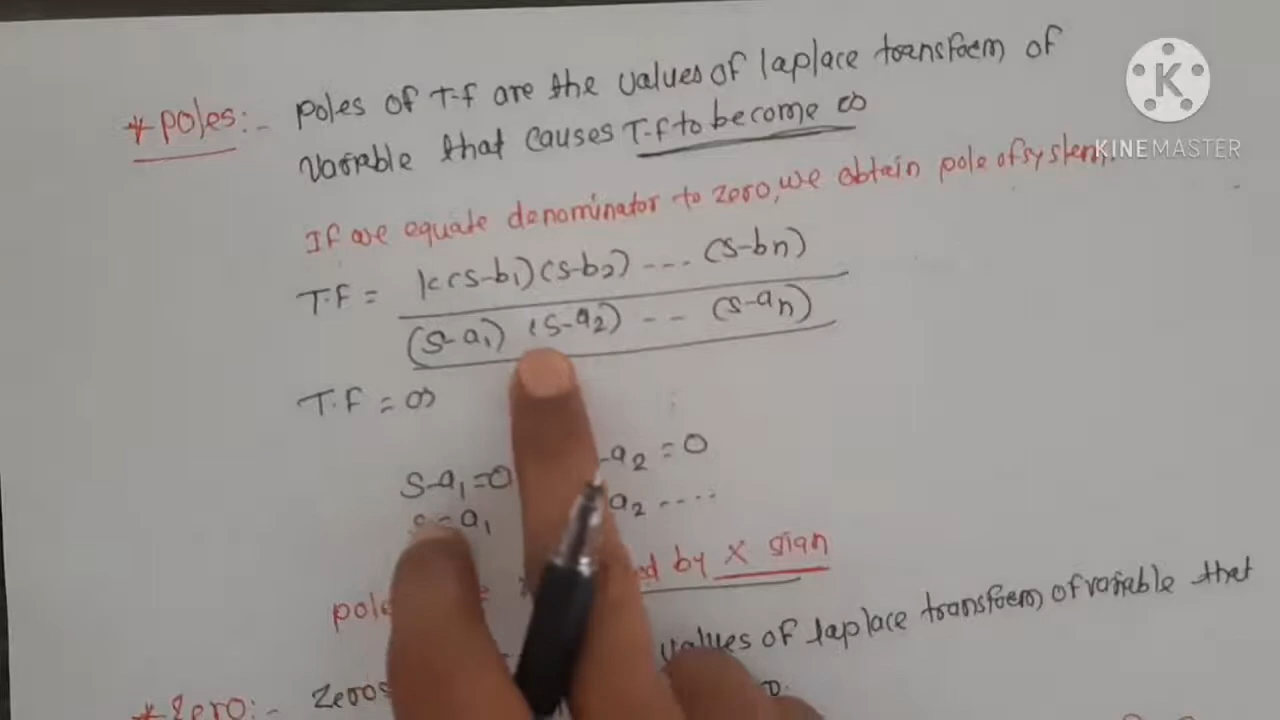 * Poles:- Poles of T.f are the values of laplace transform of
variable that causes T.f to become ∞
If we equate denominator to zero, we obtain pole of system.
T.F = K(s-b1)(s-b2) --- (s-bn)
(s-a1) (s-a2) -- (s-an)
T.F = ∞
s-a1=0 -a2 = 0
s=a1 a2 ----
pole by X sign
values of laplace transform of variable that
* Zero:- Zeros
K
KINEMASTER